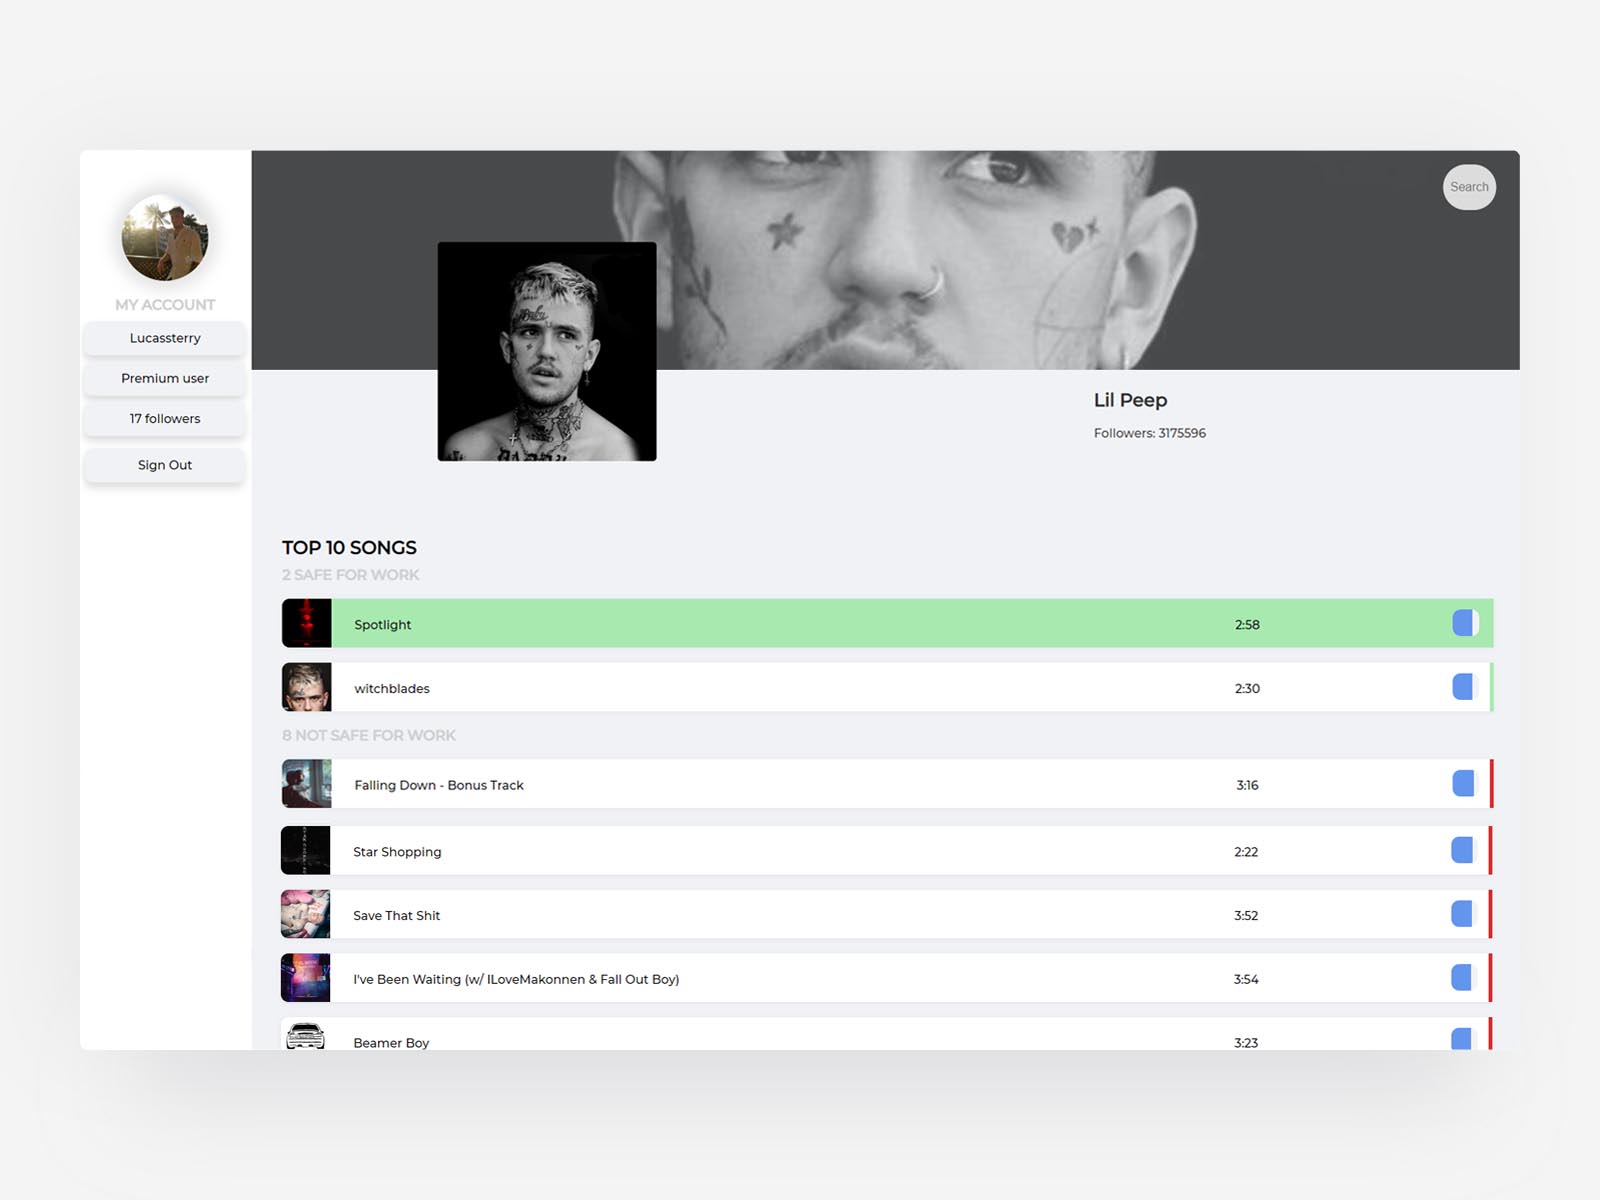 Search
MY ACCOUNT
Lucassterry
Premium user
17 followers
Sign Out
Baby
Lil Peep
Followers: 3175596
TOP 10 SONGS
2 SAFE FOR WORK
Spotlight 2:58
witchblades 2:30
8 NOT SAFE FOR WORK
Falling Down - Bonus Track 3:16
Star Shopping 2:22
Save That Shit 3:52
I've Been Waiting (w/ ILoveMakonnen & Fall Out Boy) 3:54
Beamer Boy 3:23